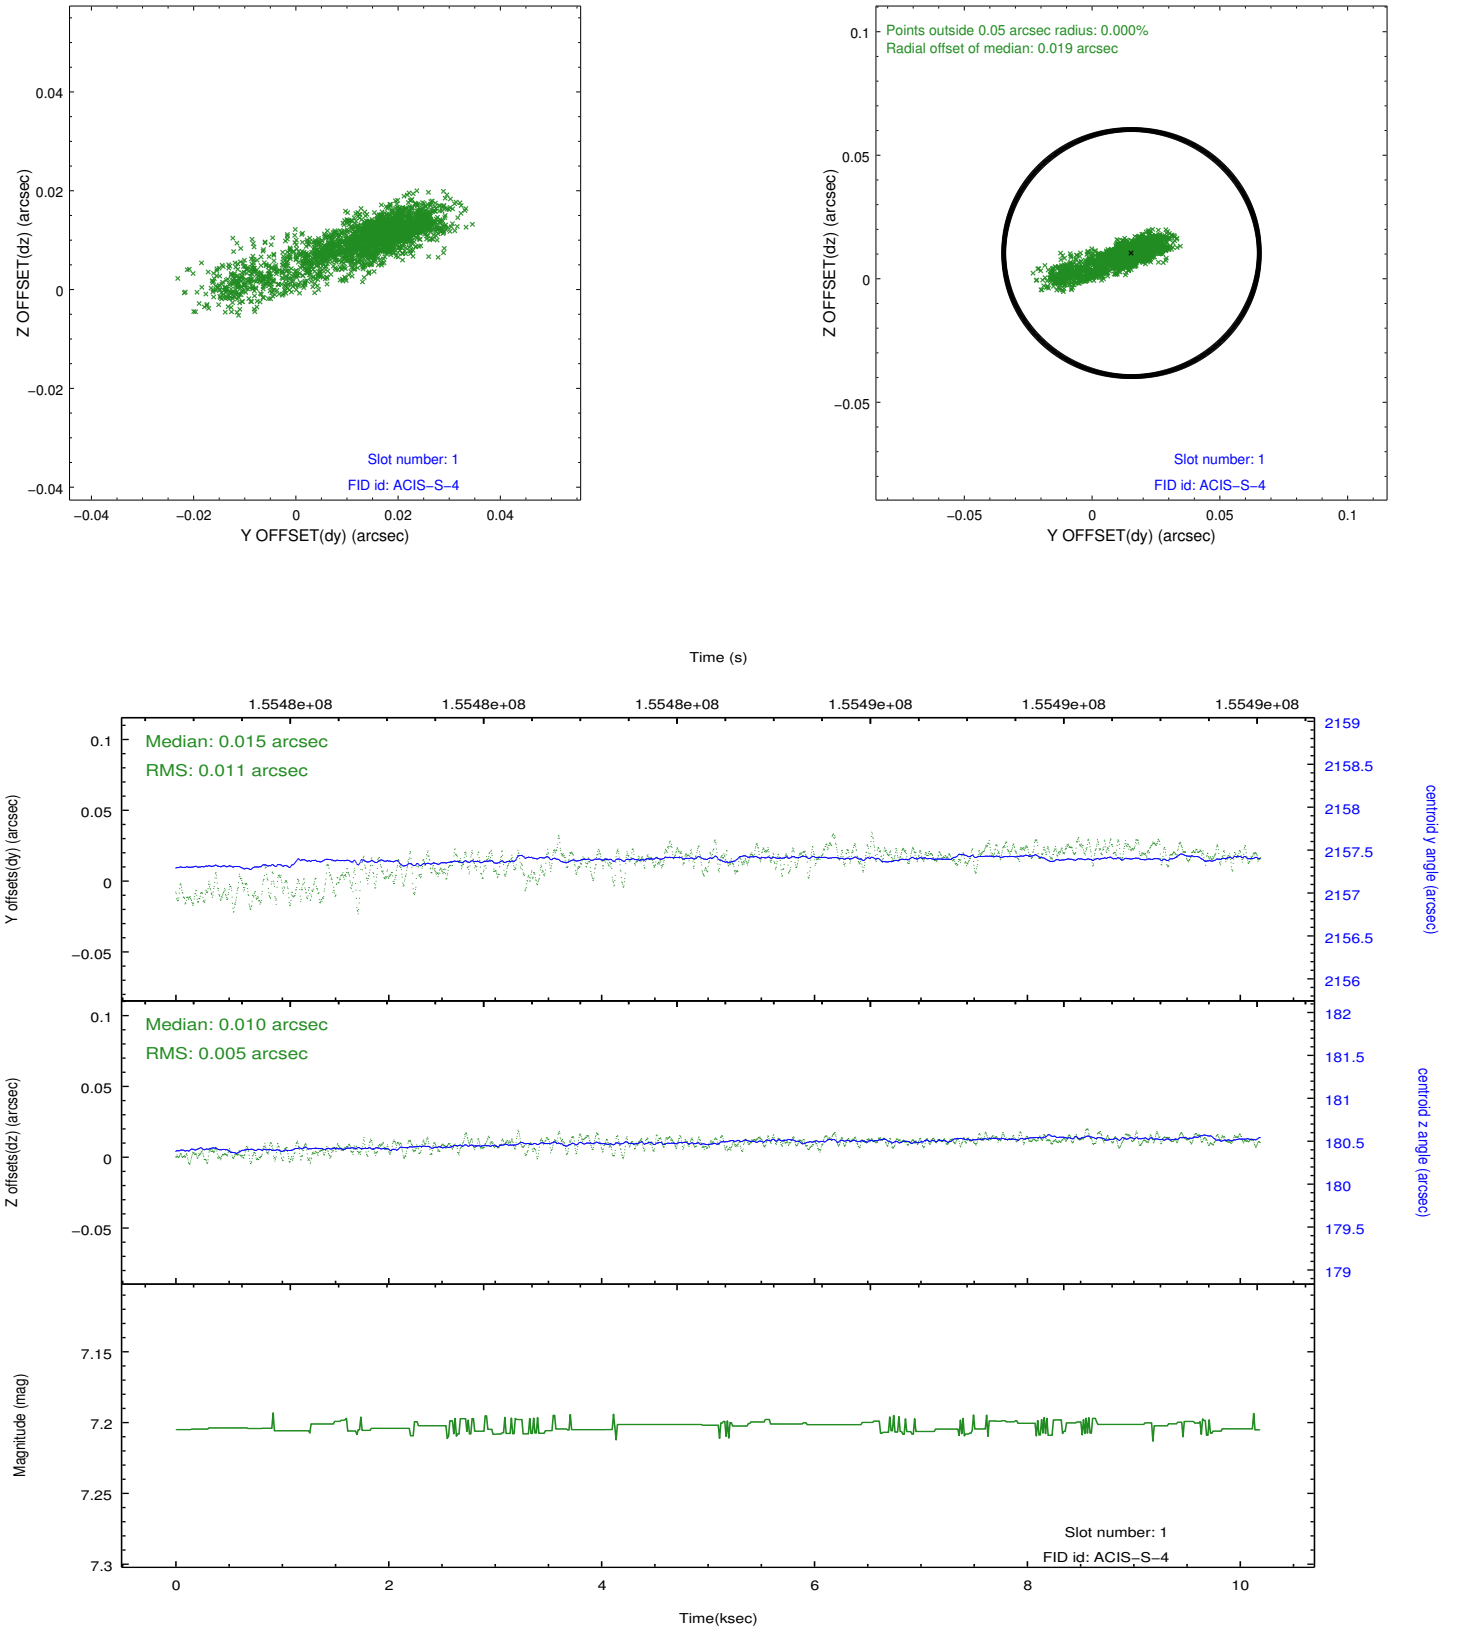 0.04
0.02
0
−0.02
−0.04
Z OFFSET(dz) (arcsec)
Slot number: 1
FID id: ACIS−S−4
−0.04 −0.02 0 0.02 0.04
Y OFFSET(dy) (arcsec)
Points outside 0.05 arcsec radius: 0.000%
Radial offset of median: 0.019 arcsec
0.1
0.05
0
−0.05
Z OFFSET(dz) (arcsec)
Slot number: 1
FID id: ACIS−S−4
−0.05 0 0.05 0.1
Y OFFSET(dy) (arcsec)
Time (s)
1.5548e+08 1.5548e+08 1.5548e+08 1.5549e+08 1.5549e+08 1.5549e+08
Median: 0.015 arcsec
RMS: 0.011 arcsec
0.1
0.05
0
−0.05
Y offsets(dy) (arcsec)
2159
2158.5
2158
2157.5
2157
2156.5
2156
centroid y angle (arcsec)
Median: 0.010 arcsec
RMS: 0.005 arcsec
0.1
0.05
0
−0.05
Z offsets(dz) (arcsec)
182
181.5
181
180.5
180
179.5
179
centroid z angle (arcsec)
7.15
7.2
7.25
7.3
Magnitude (mag)
Slot number: 1
FID id: ACIS−S−4
0 2 4 6 8 10
Time(ksec)